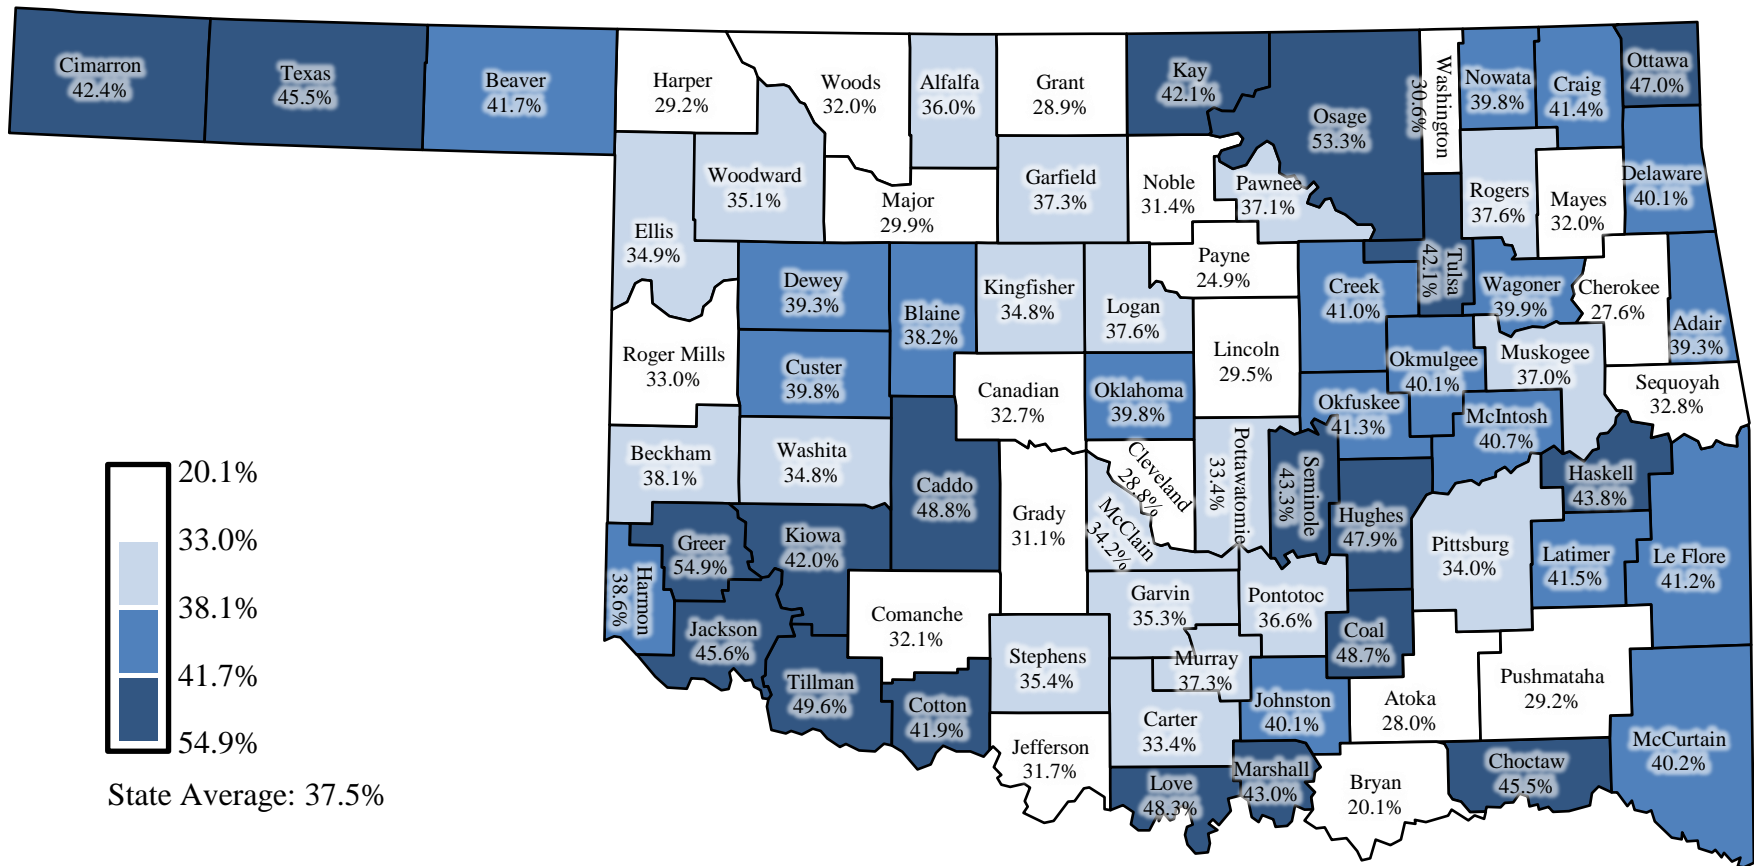 Cimarron
42.4%
Texas
45.5%
Beaver
41.7%
Harper
29.2%
Woods
32.0%
Alfalfa
36.0%
Grant
28.9%
Kay
42.1%
Osage
53.3%
Washington
30.6%
Nowata
39.8%
Craig
41.4%
Ottawa
47.0%
Ellis
34.9%
Woodward
35.1%
Major
29.9%
Garfield
37.3%
Noble
31.4%
Pawnee
37.1%
Rogers
37.6%
Mayes
32.0%
Delaware
40.1%
Dewey
39.3%
Blaine
38.2%
Kingfisher
34.8%
Logan
37.6%
Payne
24.9%
Creek
41.0%
Tulsa
42.1%
Wagoner
39.9%
Cherokee
27.6%
Adair
39.3%
Roger Mills
33.0%
Custer
39.8%
Canadian
32.7%
Oklahoma
39.8%
Lincoln
29.5%
Okmulgee
40.1%
Muskogee
37.0%
Sequoyah
32.8%
Okfuskee
41.3%
McIntosh
40.7%
Beckham
38.1%
Washita
34.8%
Caddo
48.8%
Grady
31.1%
Cleveland
28.8%
McClain
34.2%
Pottawatomie
33.4%
Seminole
43.3%
Hughes
47.9%
Haskell
43.8%
Pittsburg
34.0%
Latimer
41.5%
Le Flore
41.2%
Harmon
38.6%
Greer
54.9%
Kiowa
42.0%
Jackson
45.6%
Comanche
32.1%
Tillman
49.6%
Cotton
41.9%
Stephens
35.4%
Garvin
35.3%
Pontotoc
36.6%
Coal
48.7%
Murray
37.3%
Johnston
40.1%
Atoka
28.0%
Pushmataha
29.2%
McCurtain
40.2%
Carter
33.4%
Jefferson
31.7%
Love
48.3%
Marshall
43.0%
Bryan
20.1%
Choctaw
45.5%
20.1%
33.0%
38.1%
41.7%
54.9%
State Average: 37.5%